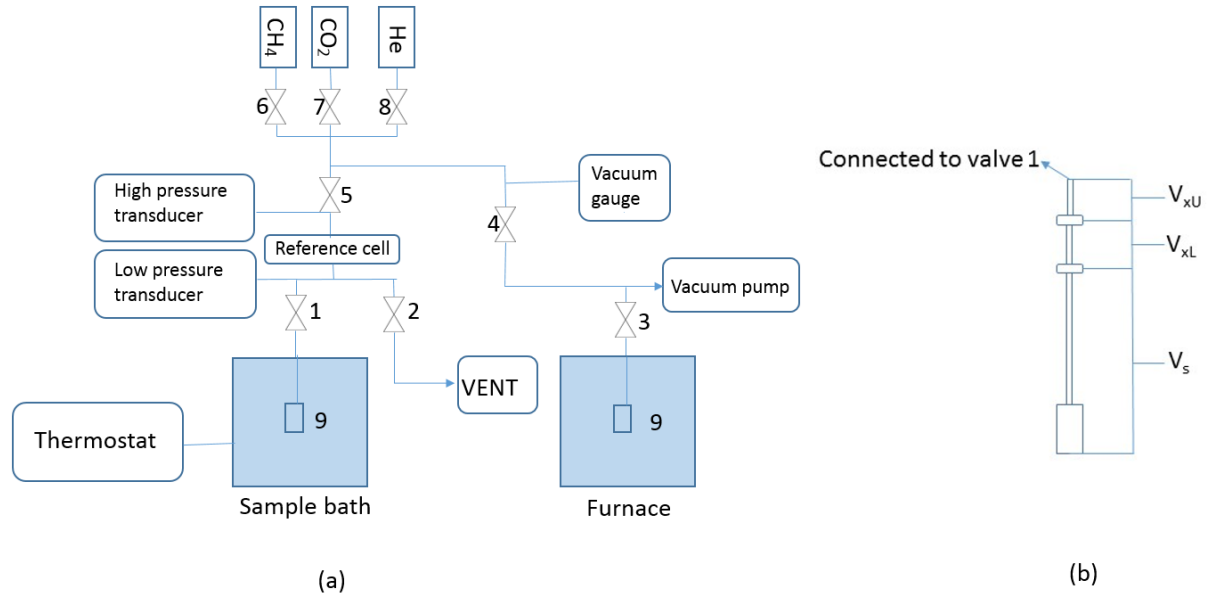 CH₄
CO₂
He
6
7
8
High pressure
transducer
5
Vacuum
gauge
4
Reference cell
Low pressure
transducer
1
2
Vacuum pump
3
VENT
Thermostat
9
9
Sample bath
Furnace
(a)
Connected to valve 1
VxU
VxL
Vs
(b)